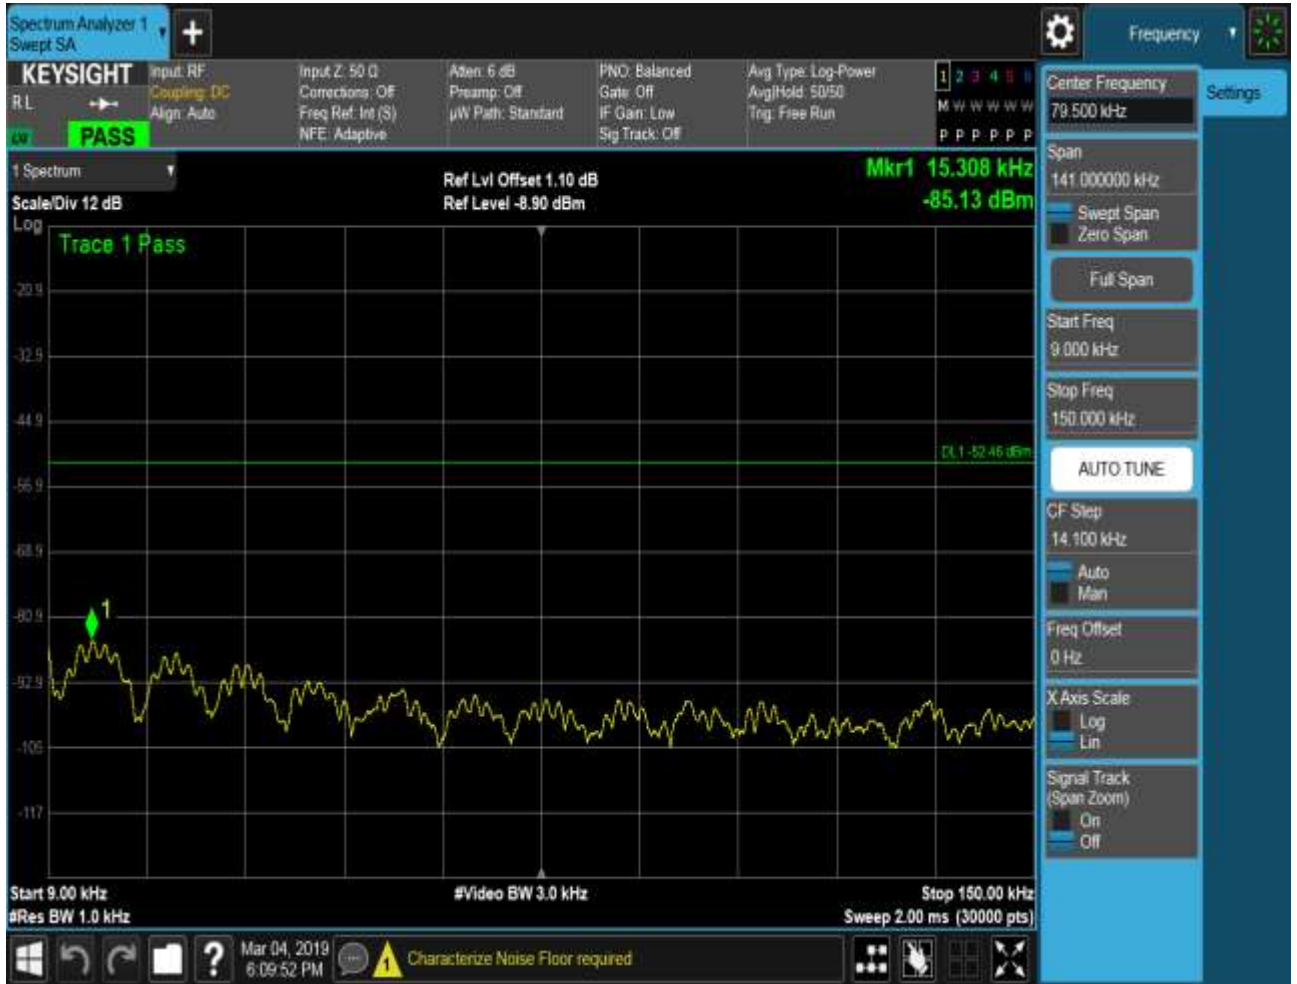 Spectrum Analyzer 1
Swept SA
Frequency
KEYSIGHT
RL
PASS
Input: RF
Coupling: DC
Align: Auto
Input Z: 50 Ω
Corrections: Off
Freq Ref: Int (S)
NFE: Adaptive
Atten: 6 dB
Preamp: Off
µW Path: Standard
PNO: Balanced
Gate: Off
IF Gain: Low
Sig Track: Off
Avg Type: Log-Power
Avg|Hold: 50/50
Trig: Free Run
1 2 3 4 5 6
M W W W W W
P P P P P P
1 Spectrum
Scale/Div 12 dB
Ref Lvl Offset 1.10 dB
Ref Level -8.90 dBm
Mkr1 15.308 kHz
-85.13 dBm
Log
Trace 1 Pass
-20.9
-32.9
-44.9
DL1 -52.46 dBm
-56.9
-68.9
-80.9
1
-92.9
-105
-117
Start 9.00 kHz
#Video BW 3.0 kHz
Stop 150.00 kHz
#Res BW 1.0 kHz
Sweep 2.00 ms (30000 pts)
Center Frequency
79.500 kHz
Settings
Span
141.000000 kHz
Swept Span
Zero Span
Full Span
Start Freq
9.000 kHz
Stop Freq
150.000 kHz
AUTO TUNE
CF Step
14.100 kHz
Auto
Man
Freq Offset
0 Hz
X Axis Scale
Log
Lin
Signal Track
(Span Zoom)
On
Off
?
Mar 04, 2019
6:09:52 PM
1
Characterize Noise Floor required